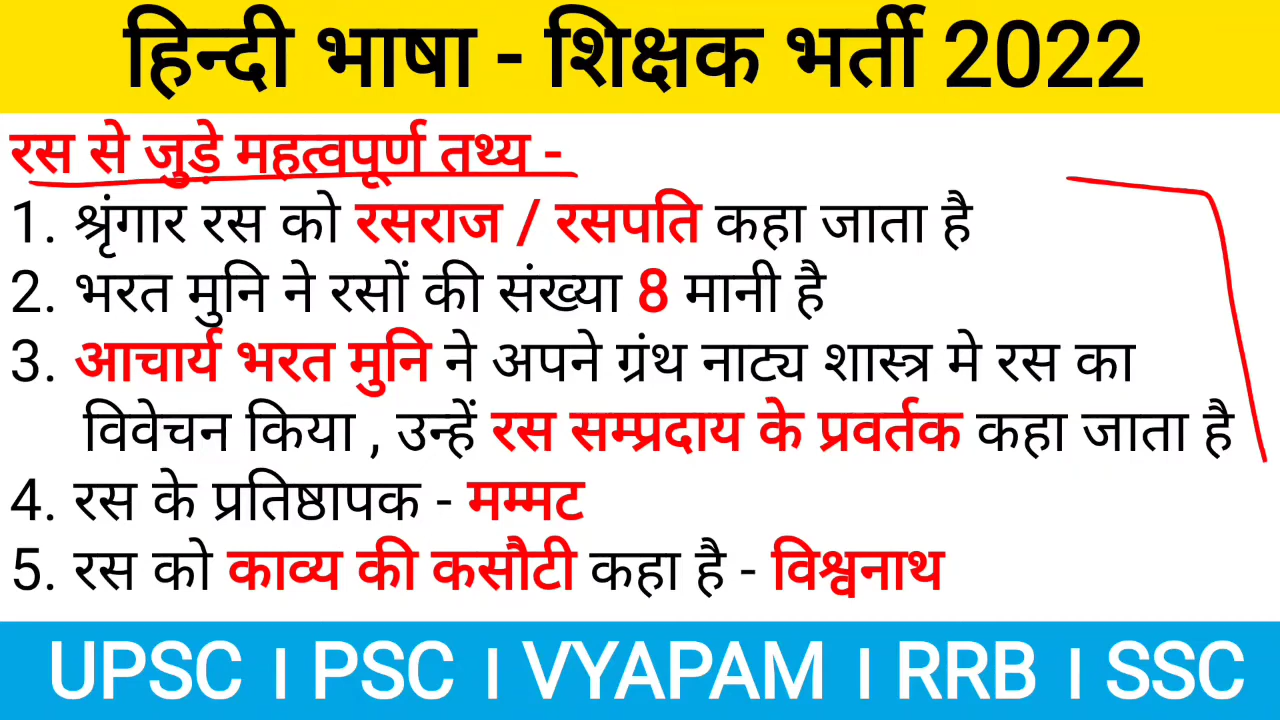 हिन्दी भाषा - शिक्षक भर्ती 2022
रस से जुड़े महत्वपूर्ण तथ्य -
1. श्रृंगार रस को रसराज / रसपति कहा जाता है
2. भरत मुनि ने रसों की संख्या 8 मानी है
3. आचार्य भरत मुनि ने अपने ग्रंथ नाट्य शास्त्र मे रस का
विवेचन किया , उन्हें रस सम्प्रदाय के प्रवर्तक कहा जाता है
4. रस के प्रतिष्ठापक - मम्मट
5. रस को काव्य की कसौटी कहा है - विश्वनाथ
UPSC । PSC । VYAPAM । RRB । SSC